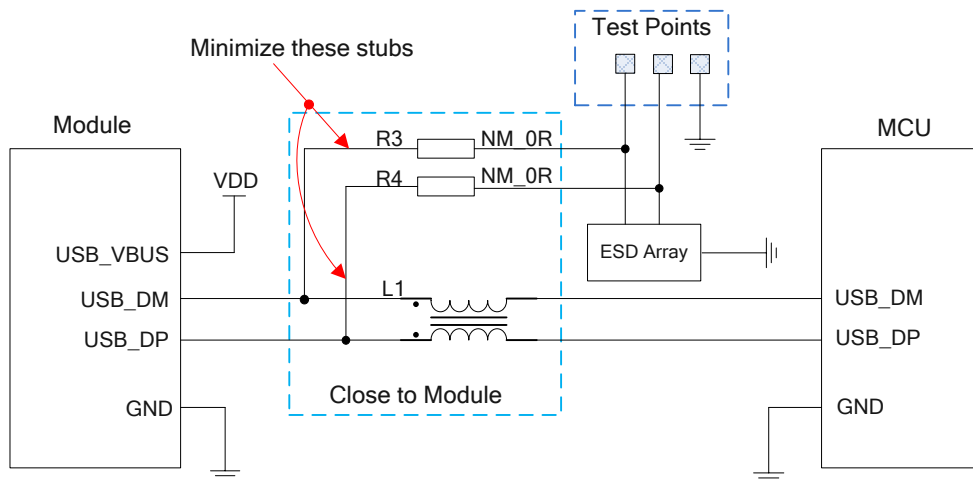 Test Points
Minimize these stubs
Module
MCU
R3 NM_0R
R4 NM_0R
VDD
ESD Array
USB_VBUS
L1
USB_DM
USB_DM
USB_DP
USB_DP
Close to Module
GND
GND